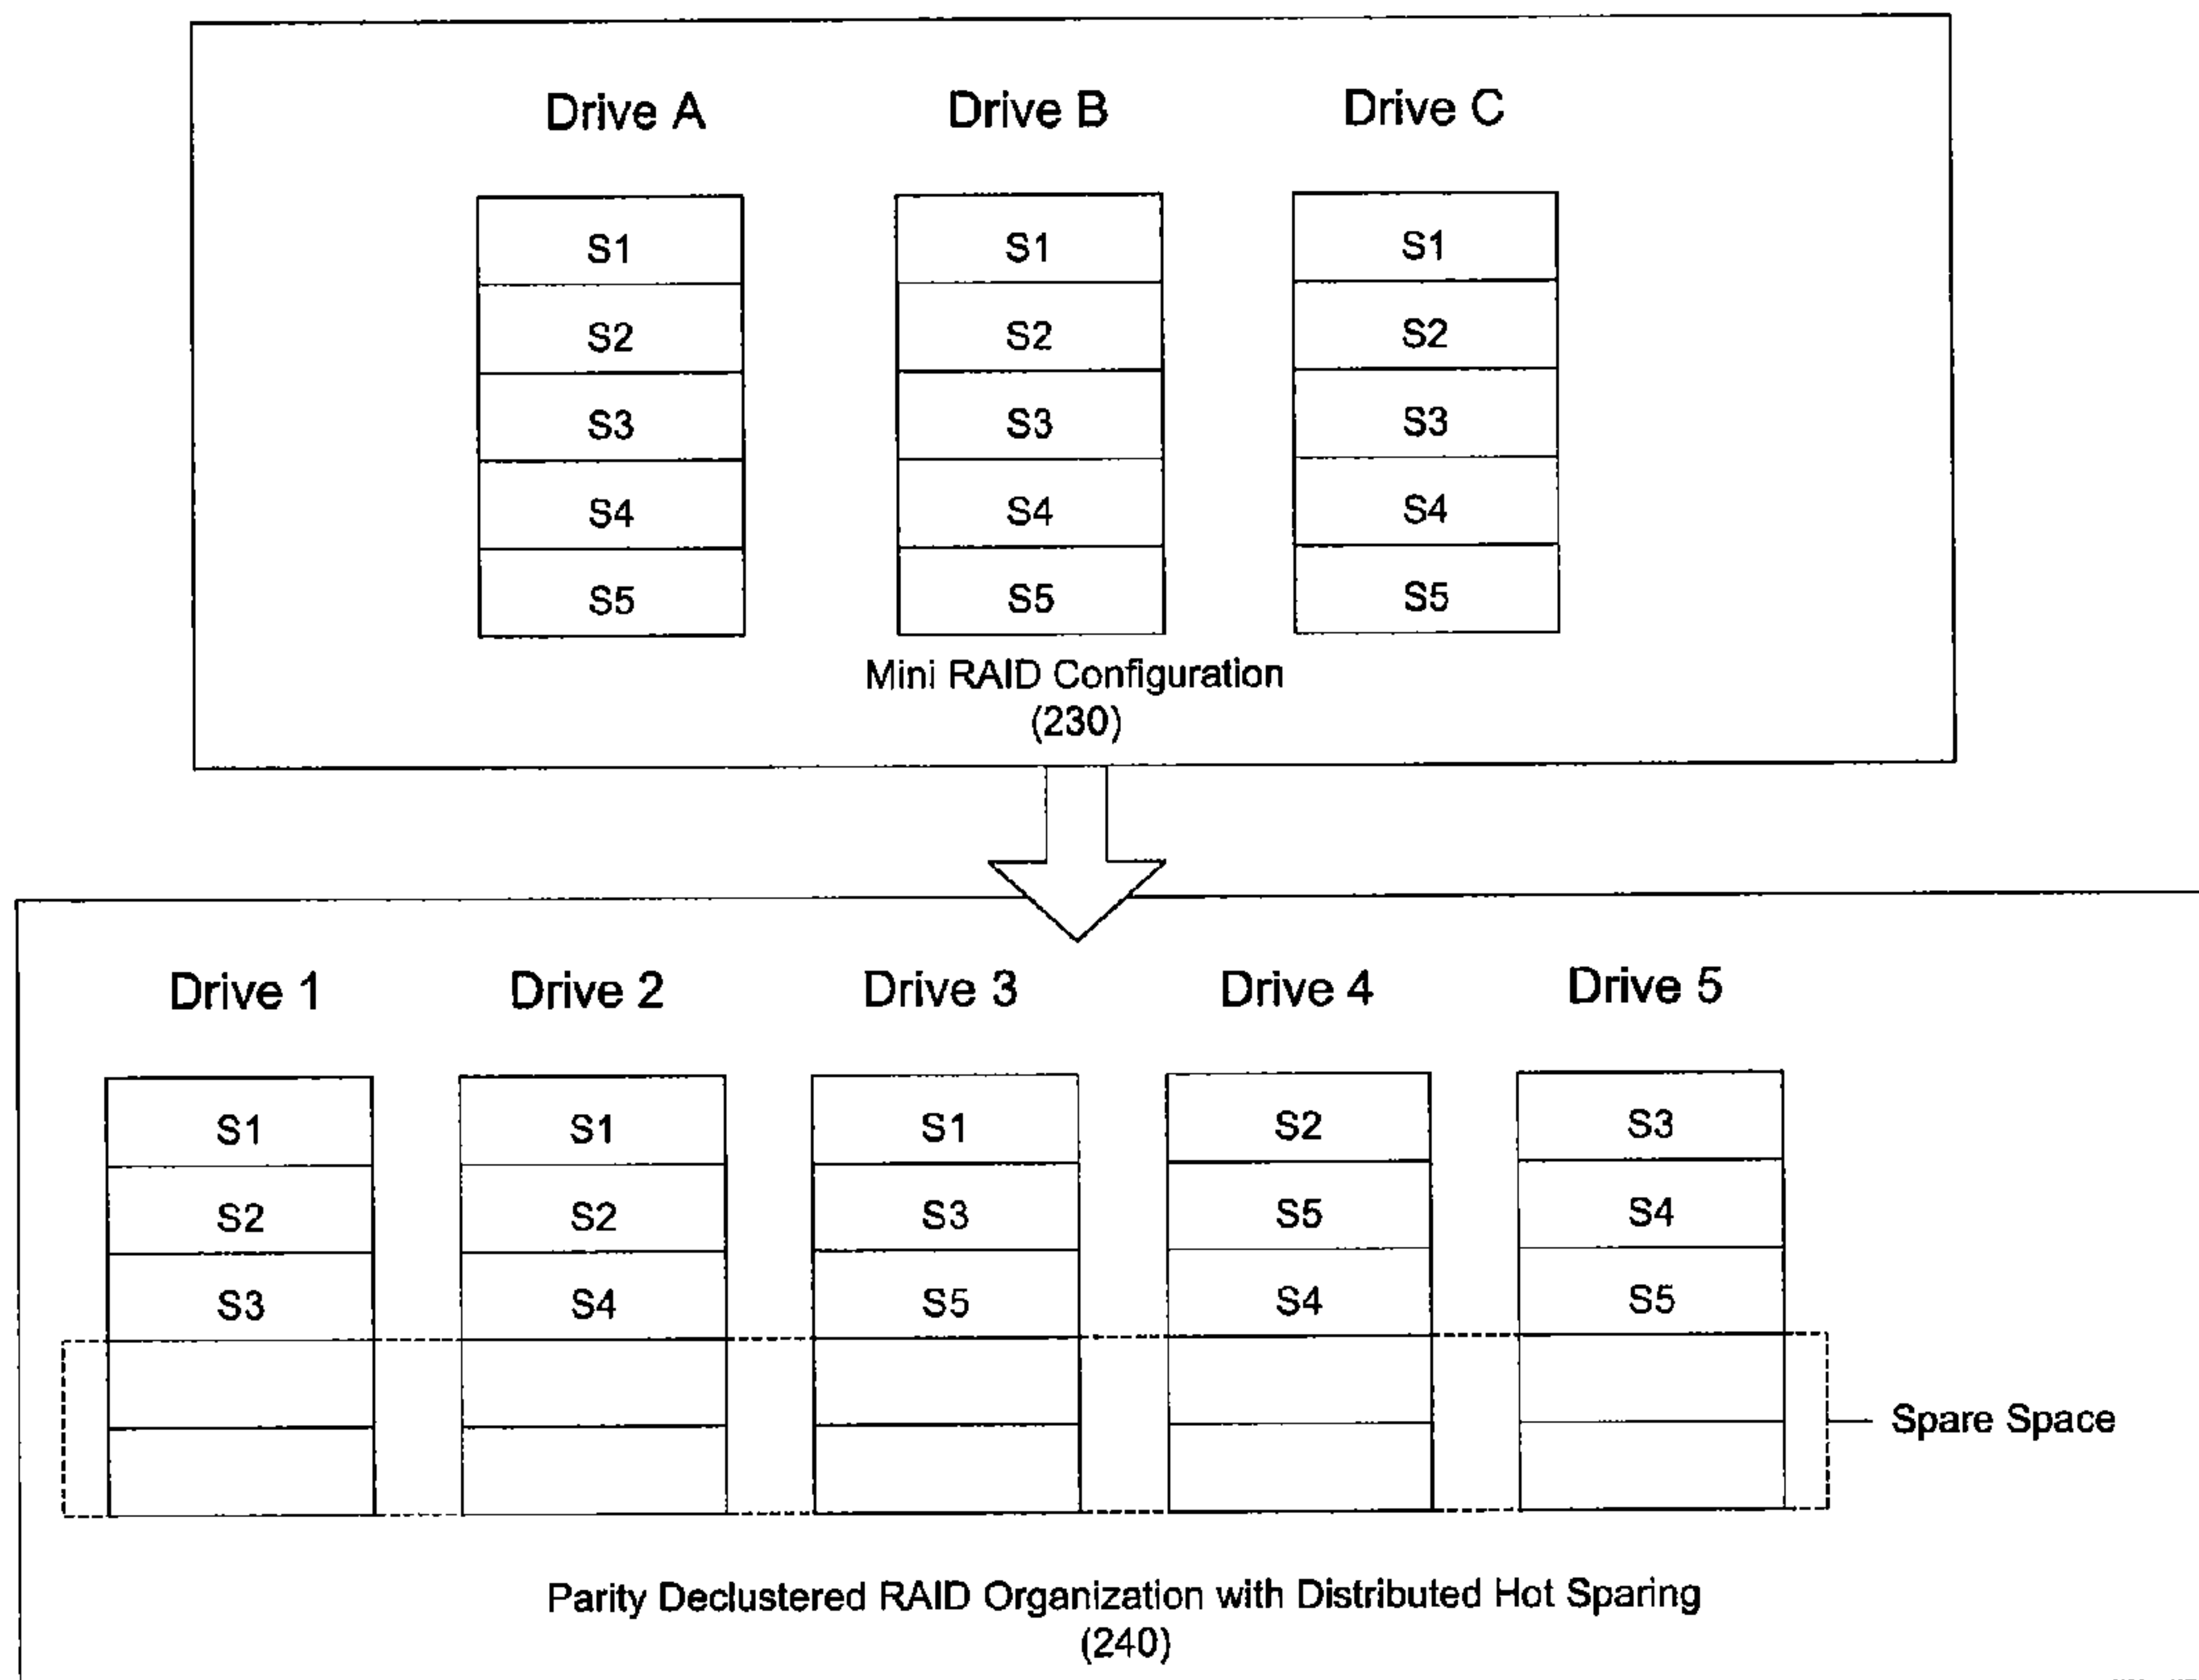 Drive A Drive B Drive C
S1 S1 S1
S2 S2 S2
S3 S3 S3
S4 S4 S4
S5 S5 S5
Mini RAID Configuration
(230)
Drive 1 Drive 2 Drive 3 Drive 4 Drive 5
S1 S1 S1 S2 S3
S2 S2 S3 S5 S4
S3 S4 S5 S4 S5
Spare Space
Parity Declustered RAID Organization with Distributed Hot Sparing
(240)